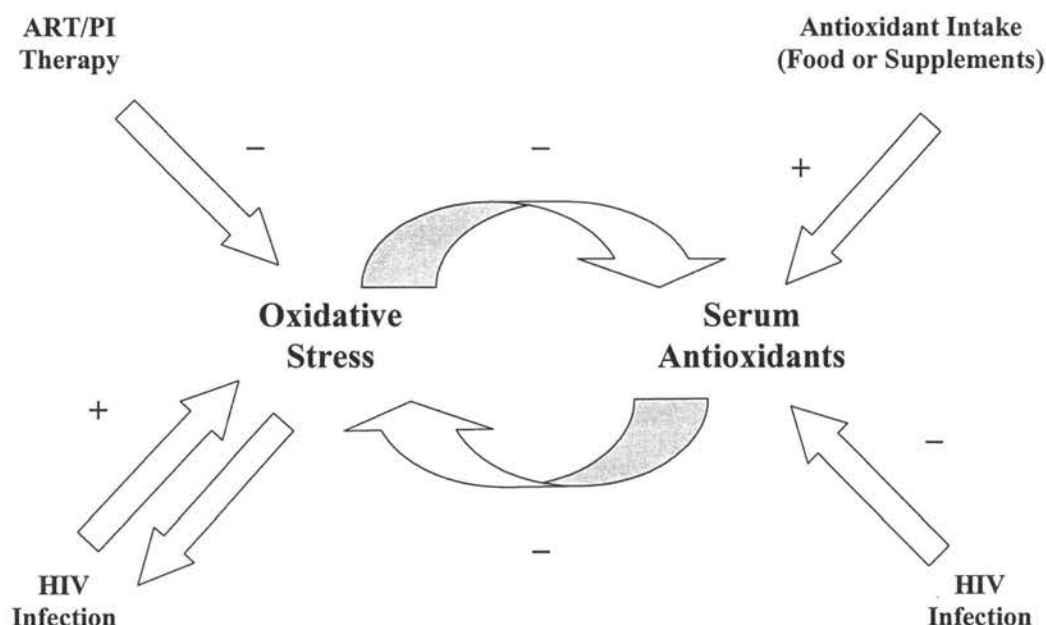 ART/PI
Therapy
Antioxidant Intake
(Food or Supplements)
−
−
+
Oxidative
Stress
Serum
Antioxidants
+
−
−
HIV
Infection
HIV
Infection